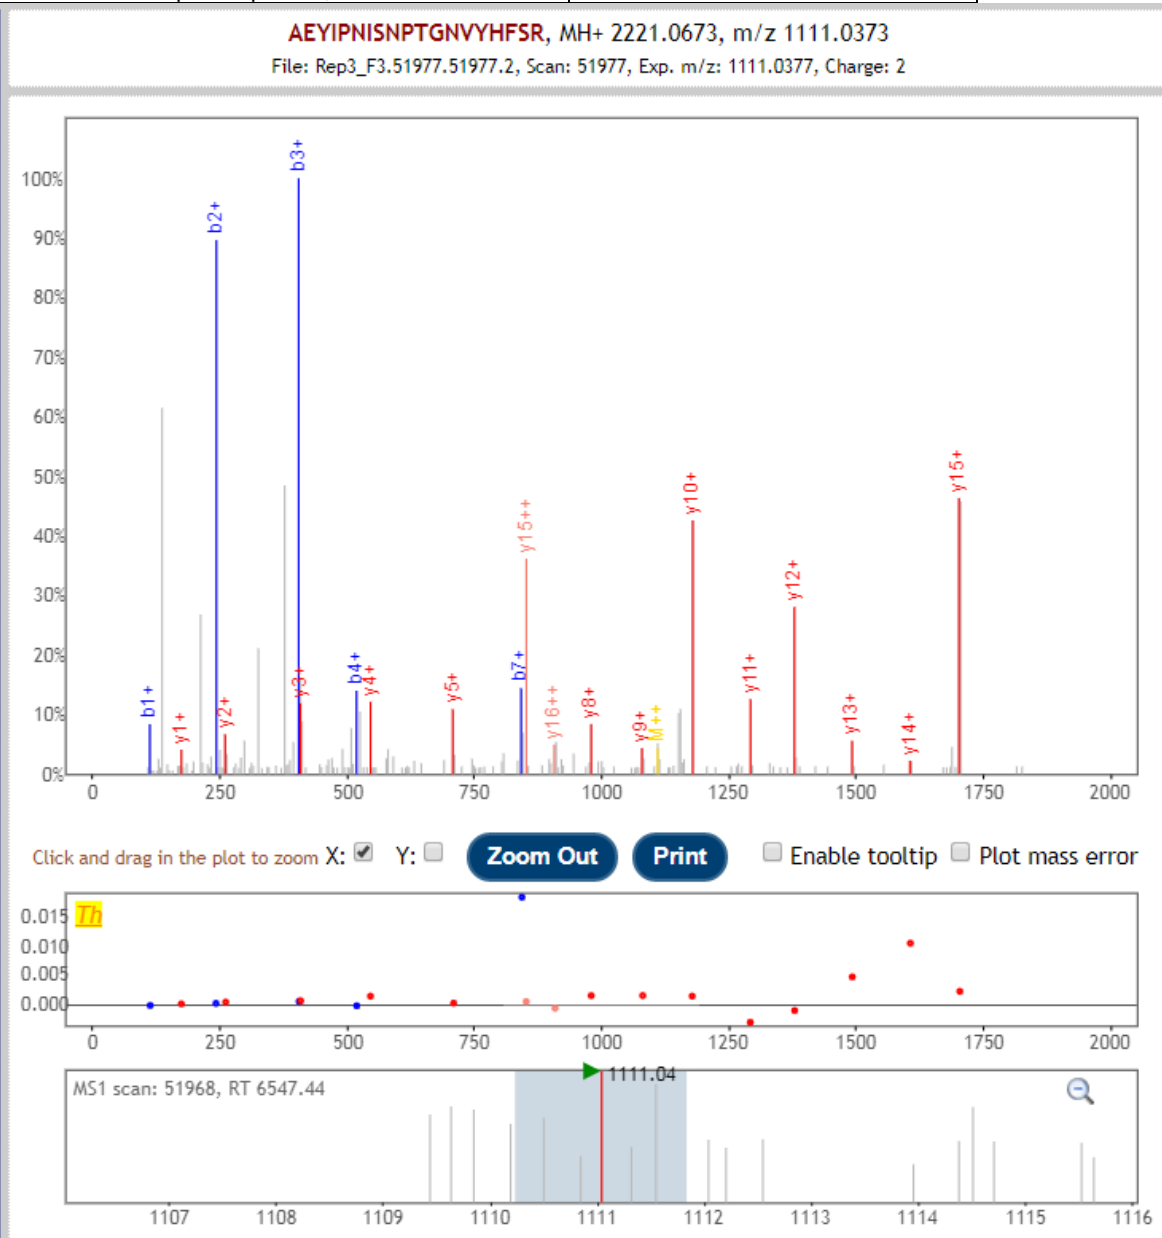 AEYIPNISNPTGNVYHFSR, MH+ 2221.0673, m/z 1111.0373
File: Rep3_F3.51977.51977.2, Scan: 51977, Exp. m/z: 1111.0377, Charge: 2
100%
90%
80%
70%
60%
50%
40%
30%
20%
10%
0%
b1+
y1+
b2+
y2+
b3+
y3+
b4+
y4+
y5+
b7+
y15++
y16++
y8+
y9+
M++
y10+
y11+
y12+
y13+
y14+
y15+
0 250 500 750 1000 1250 1500 1750 2000
Click and drag in the plot to zoom X: Y: Zoom Out Print Enable tooltip Plot mass error
0.015 Th
0.010
0.005
0.000
0 250 500 750 1000 1250 1500 1750 2000
MS1 scan: 51968, RT 6547.44
1111.04
1107 1108 1109 1110 1111 1112 1113 1114 1115 1116